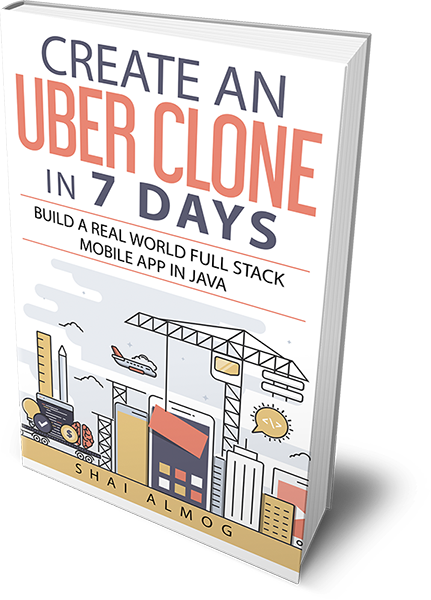 CREATE AN
UBER CLONE
IN 7 DAYS
BUILD A REAL WORLD FULL STACK
MOBILE APP IN JAVA
SHAI ALMOG